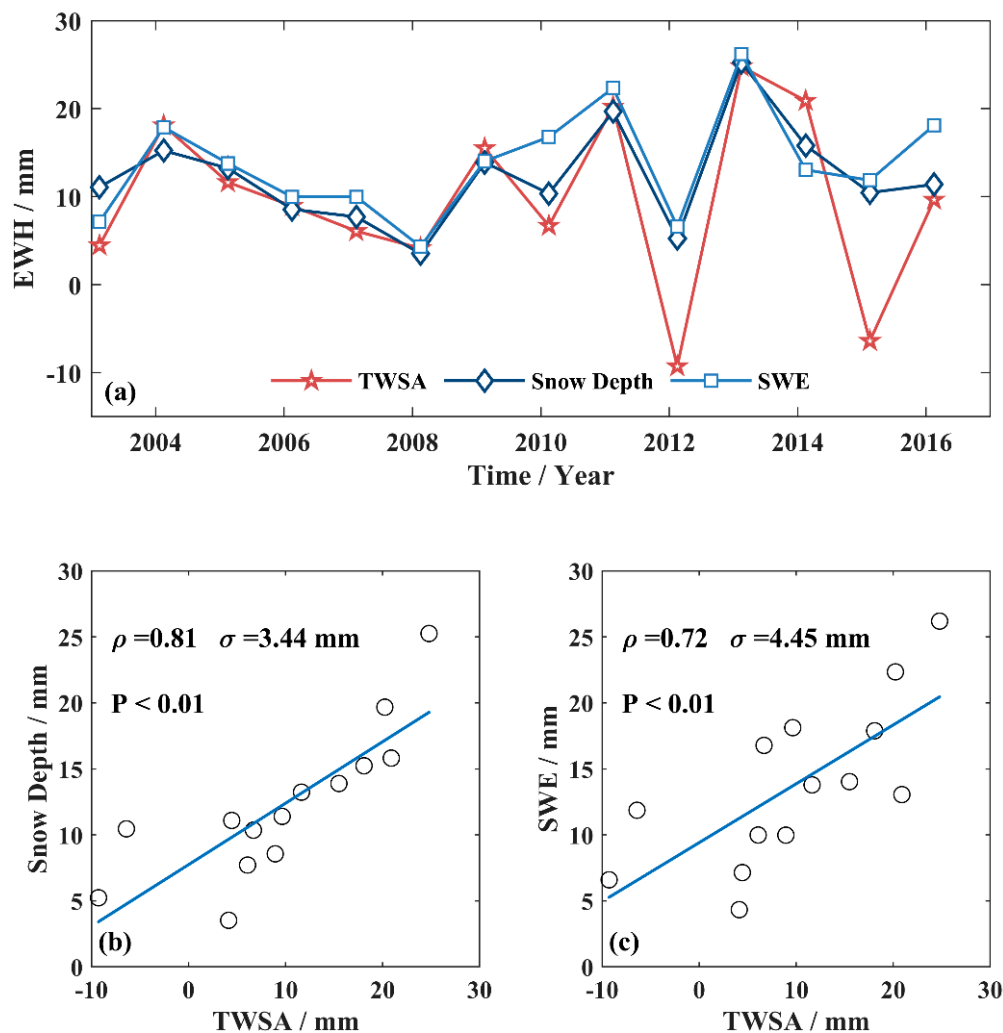 30
20
10
0
-10
EWH / mm
(a)
TWSA Snow Depth SWE
2004 2006 2008 2010 2012 2014 2016
Time / Year
30
25
20
15
10
5
0
Snow Depth / mm
ρ =0.81 σ =3.44 mm
P < 0.01
(b)
-10 0 10 20 30
TWSA / mm
30
25
20
15
10
5
0
SWE / mm
ρ =0.72 σ =4.45 mm
P < 0.01
(c)
-10 0 10 20 30
TWSA / mm